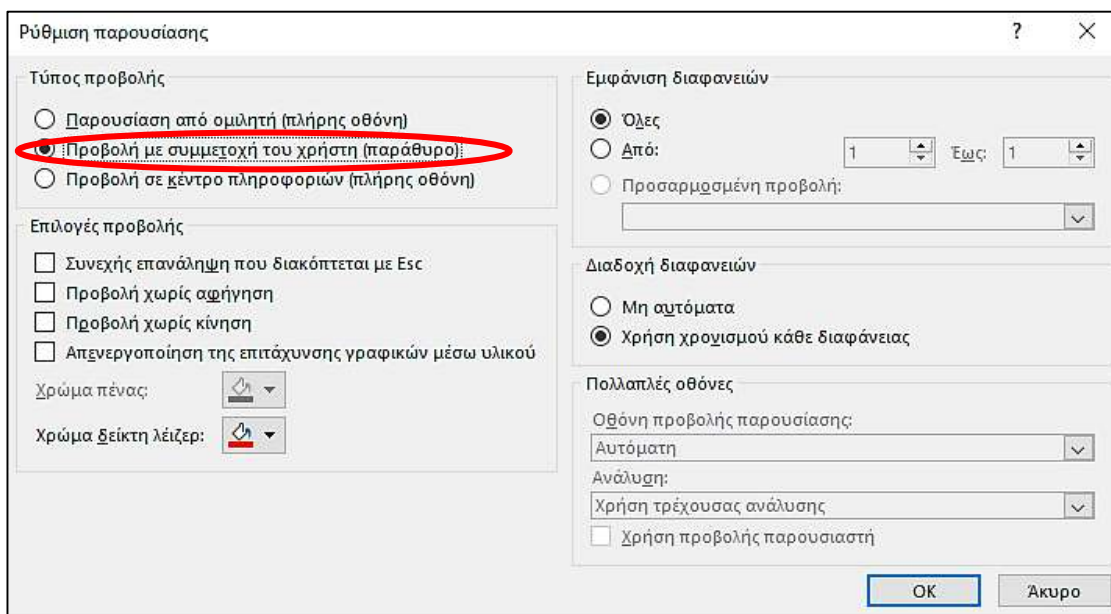 Ρύθμιση παρουσίασης
?
Τύπος προβολής
Παρουσίαση από ομιλητή (πλήρης οθόνη)
Προβολή με συμμετοχή του χρήστη (παράθυρο)
Προβολή σε κέντρο πληροφοριών (πλήρης οθόνη)
Επιλογές προβολής
Συνεχής επανάληψη που διακόπτεται με Esc
Προβολή χωρίς αφήγηση
Προβολή χωρίς κίνηση
Απενεργοποίηση της επιτάχυνσης γραφικών μέσω υλικού
Χρώμα πένας:
Χρώμα δείκτη λέιζερ:
Εμφάνιση διαφανειών
Όλες
Από: 1 Έως: 1
Προσαρμοσμένη προβολή:
Διαδοχή διαφανειών
Μη αυτόματα
Χρήση χρονισμού κάθε διαφάνειας
Πολλαπλές οθόνες
Οθόνη προβολής παρουσίασης:
Αυτόματη
Ανάλυση:
Χρήση τρέχουσας ανάλυσης
Χρήση προβολής παρουσιαστή
OK Άκυρο